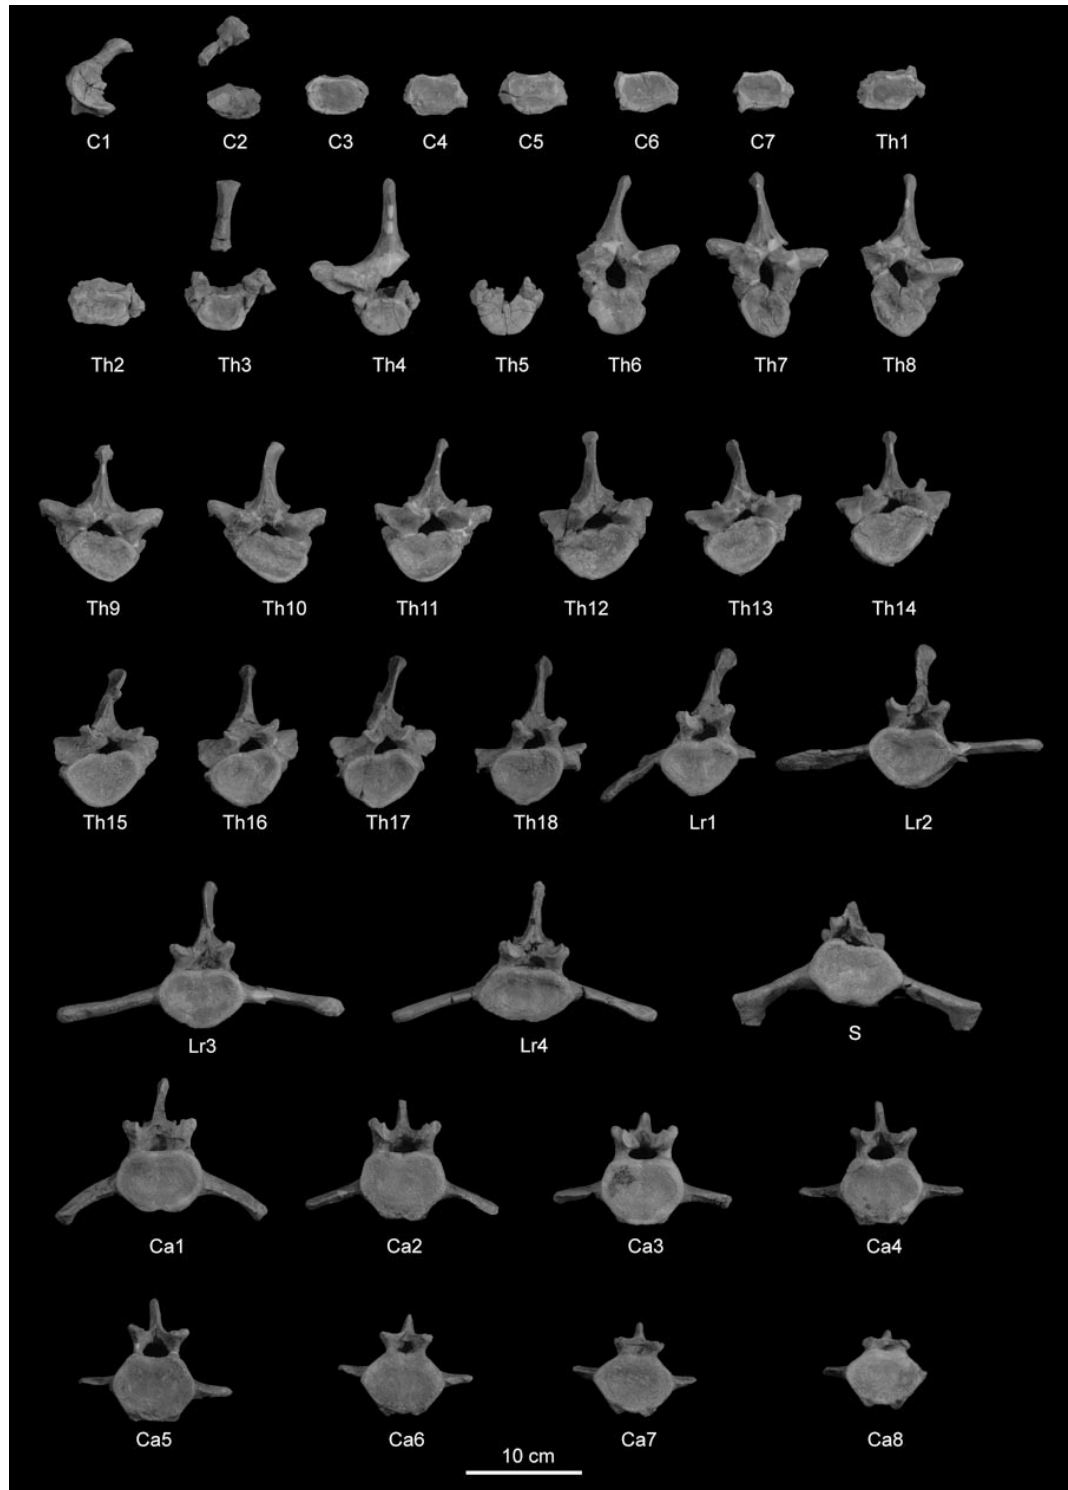 C1 C2 C3 C4 C5 C6 C7 Th1
Th2 Th3 Th4 Th5 Th6 Th7 Th8
Th9 Th10 Th11 Th12 Th13 Th14
Th15 Th16 Th17 Th18 Lr1 Lr2
Lr3 Lr4 S
Ca1 Ca2 Ca3 Ca4
Ca5 Ca6 Ca7 Ca8
10 cm